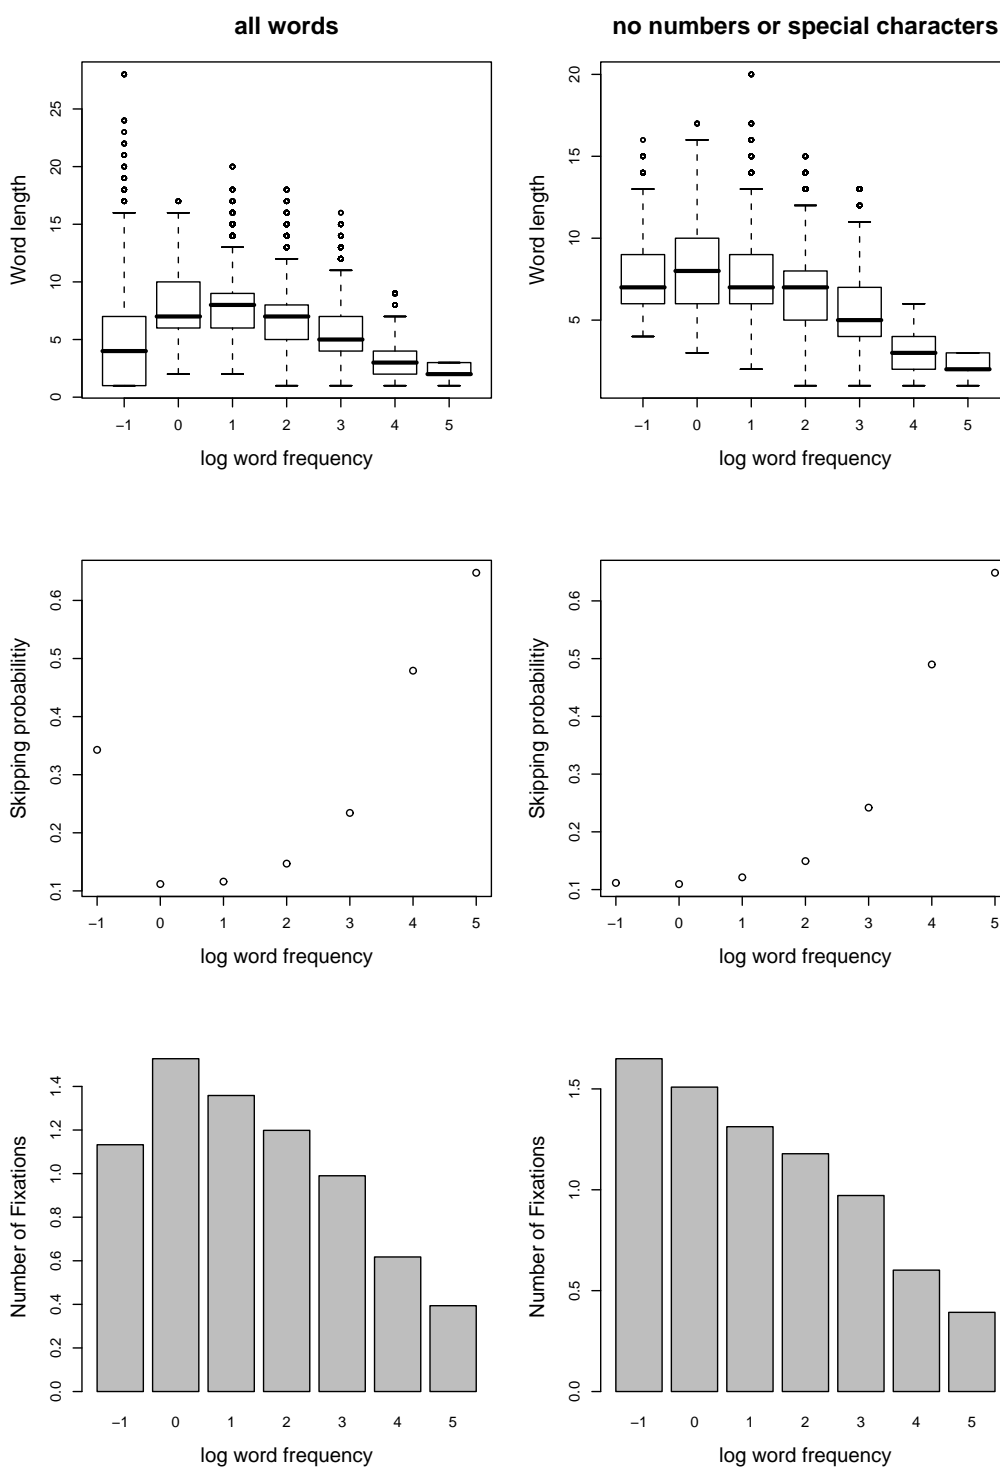 all words
no numbers or special characters
Word length
0 5 10 15 20 25
−1 0 1 2 3 4 5
log word frequency
Word length
5 10 15 20
−1 0 1 2 3 4 5
log word frequency
Skipping probabilitiy
0.1 0.2 0.3 0.4 0.5 0.6
−1 0 1 2 3 4 5
log word frequency
Skipping probabilitiy
0.1 0.2 0.3 0.4 0.5 0.6
−1 0 1 2 3 4 5
log word frequency
Number of Fixations
0.0 0.2 0.4 0.6 0.8 1.0 1.2 1.4
−1 0 1 2 3 4 5
log word frequency
Number of Fixations
0.0 0.5 1.0 1.5
−1 0 1 2 3 4 5
log word frequency